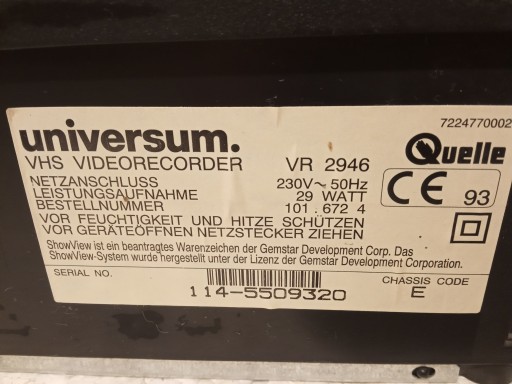 7224770002
universum.
Quelle
VHS VIDEORECORDER VR 2946
NETZANSCHLUSS 230V~ 50Hz
LEISTUNGSAUFNAHME 29 WATT
BESTELLNUMMER 101.672 4
CE 93
VOR FEUCHTIGKEIT UND HITZE SCHÜTZEN
VOR GERÄTEÖFFNEN NETZSTECKER ZIEHEN
ShowView ist ein beantragtes Warenzeichen der Gemstar Development Corp. Das
ShowView-System wurde hergestellt unter der Lizenz der Gemstar Development Corporation.
SERIAL NO. CHASSIS CODE
114-5509320 E